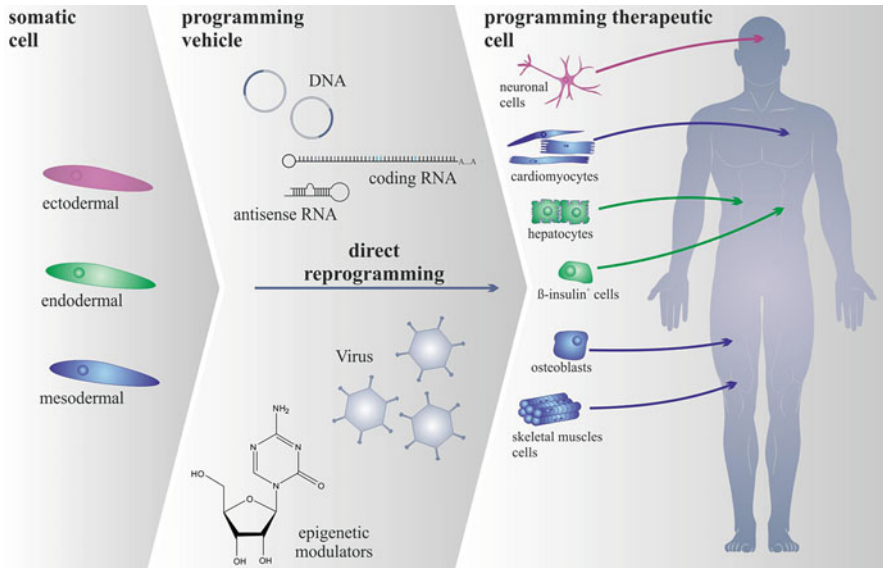 somatic
cell
programming
vehicle
programming therapeutic
cell
ectodermal
endodermal
mesodermal
DNA
A...A
coding RNA
antisense RNA
direct
reprogramming
Virus
NH₂
N
N
N
O
HO
O
OH
OH
epigenetic
modulators
neuronal
cells
cardiomyocytes
hepatocytes
ß-insulin⁺ cells
osteoblasts
skeletal muscles
cells